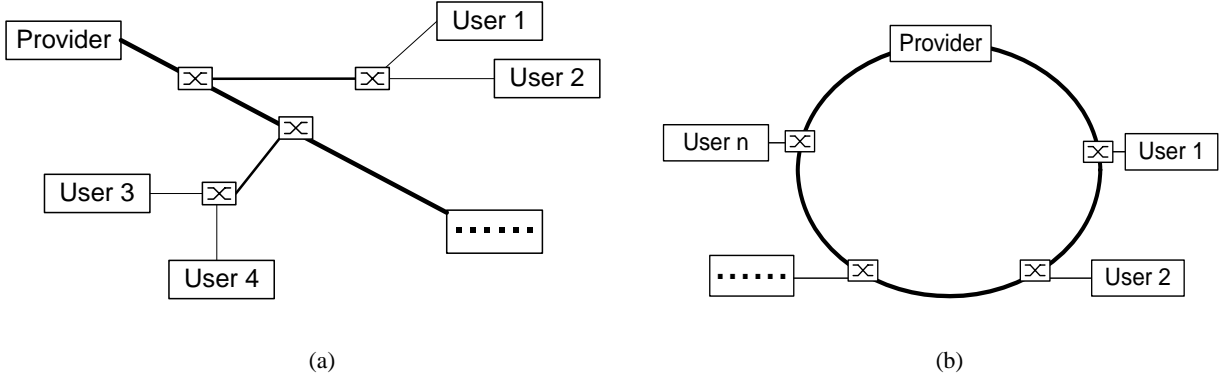 Provider
User 1
User 2
User 3
User 4
......
(a)
Provider
User n
User 1
......
User 2
(b)